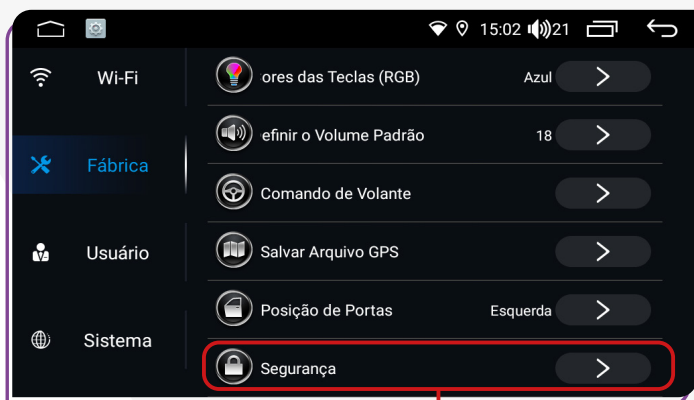 15:02 21
Wi-Fi
ores das Teclas (RGB) Azul
efinir o Volume Padrão 18
Fábrica
Comando de Volante
Usuário
Salvar Arquivo GPS
Posição de Portas Esquerda
Sistema
Segurança